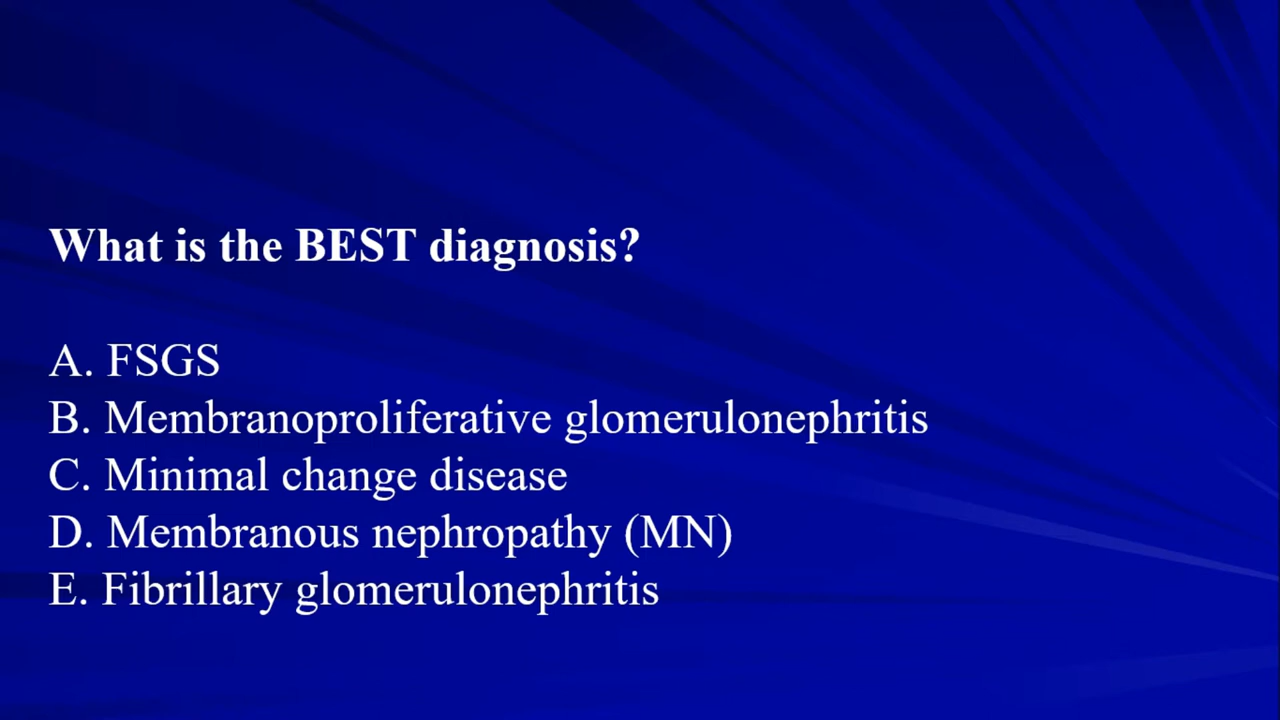 What is the BEST diagnosis?
A. FSGS
B. Membranoproliferative glomerulonephritis
C. Minimal change disease
D. Membranous nephropathy (MN)
E. Fibrillary glomerulonephritis